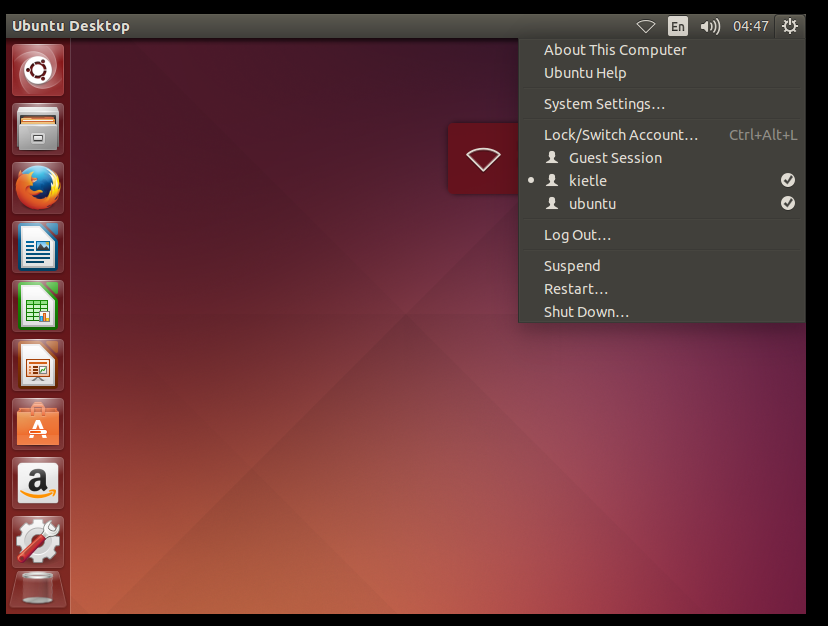 Ubuntu Desktop
En
04:47
About This Computer
Ubuntu Help
System Settings…
Lock/Switch Account… Ctrl+Alt+L
Guest Session
kietle
ubuntu
Log Out…
Suspend
Restart…
Shut Down…
A
a